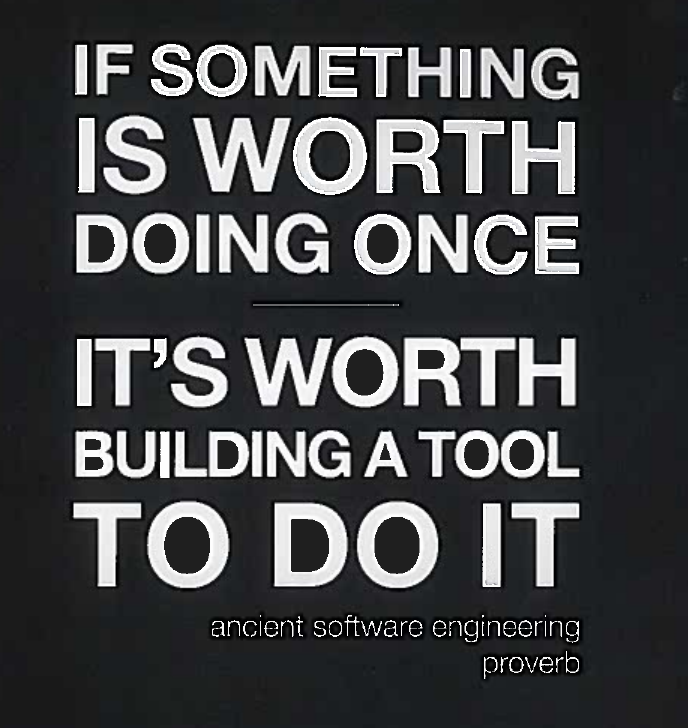 IF SOMETHING
IS WORTH
DOING ONCE
IT'S WORTH
BUILDING A TOOL
TO DO IT
ancient software engineering
proverb